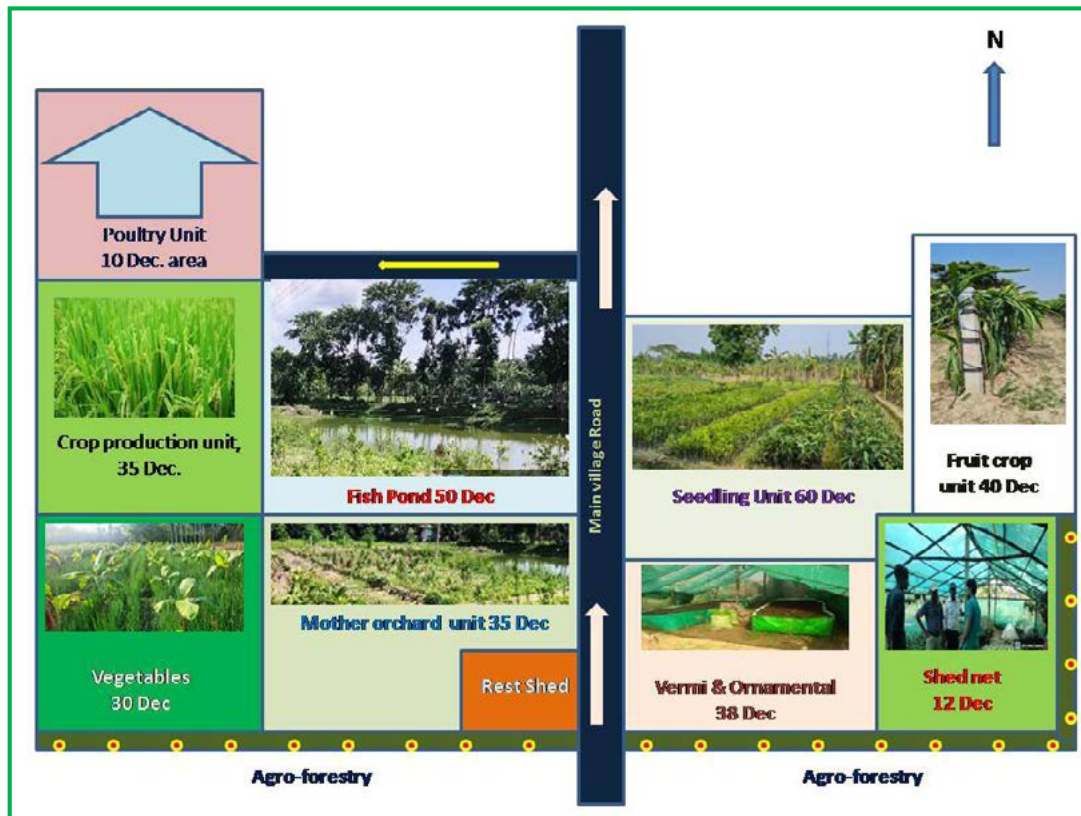 N
Poultry Unit
10 Dec. area
Crop production unit,
35 Dec.
Fish Pond 50 Dec
Main village Road
Seedling Unit 60 Dec
Fruit crop
unit 40 Dec
Vegetables
30 Dec
Mother orchard unit 35 Dec
Rest Shed
Vermi & Ornamental
38 Dec
Shed net
12 Dec
Agro-forestry
Agro-forestry